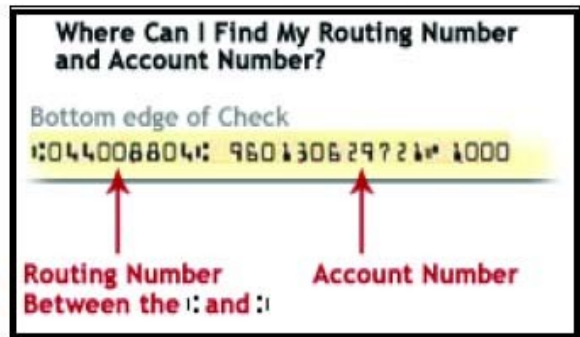 Where Can I Find My Routing Number
and Account Number?
Bottom edge of Check
⑆044008804⑆ 960130629721⑈ 1000
Routing Number
Between the ⑆ and ⑆
Account Number